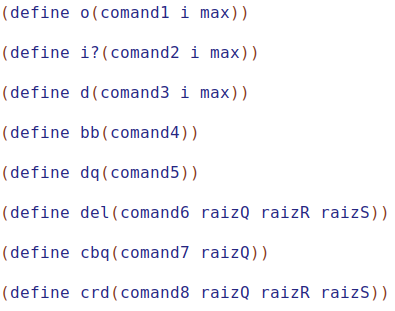 (define o(comand1 i max))
(define i?(comand2 i max))
(define d(comand3 i max))
(define bb(comand4))
(define dq(comand5))
(define del(comand6 raizQ raizR raizS))
(define cbq(comand7 raizQ))
(define crd(comand8 raizQ raizR raizS))